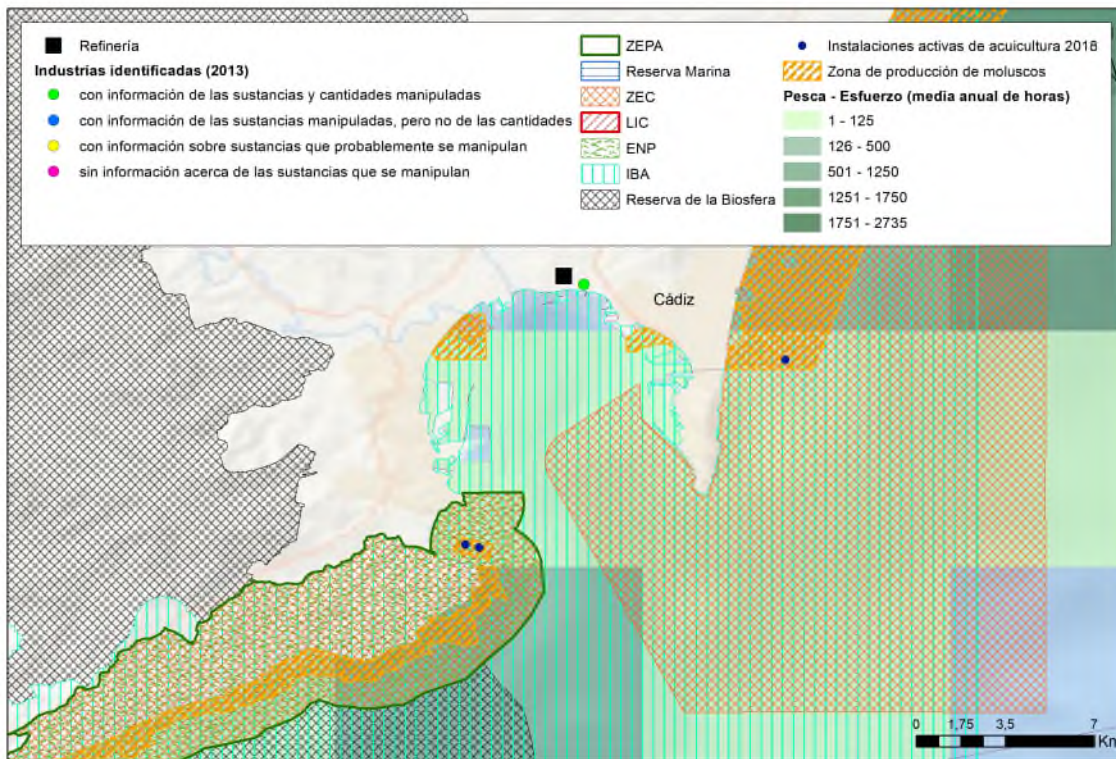 Refinería
Industrias identificadas (2013)
con información de las sustancias y cantidades manipuladas
con información de las sustancias manipuladas, pero no de las cantidades
con información sobre sustancias que probablemente se manipulan
sin información acerca de las sustancias que se manipulan
ZEPA
Reserva Marina
ZEC
LIC
ENP
IBA
Reserva de la Biosfera
Instalaciones activas de acuicultura 2018
Zona de producción de moluscos
Pesca - Esfuerzo (media anual de horas)
1 - 125
126 - 500
501 - 1250
1251 - 1750
1751 - 2735
Cádiz
0 1,75 3,5 7
Km